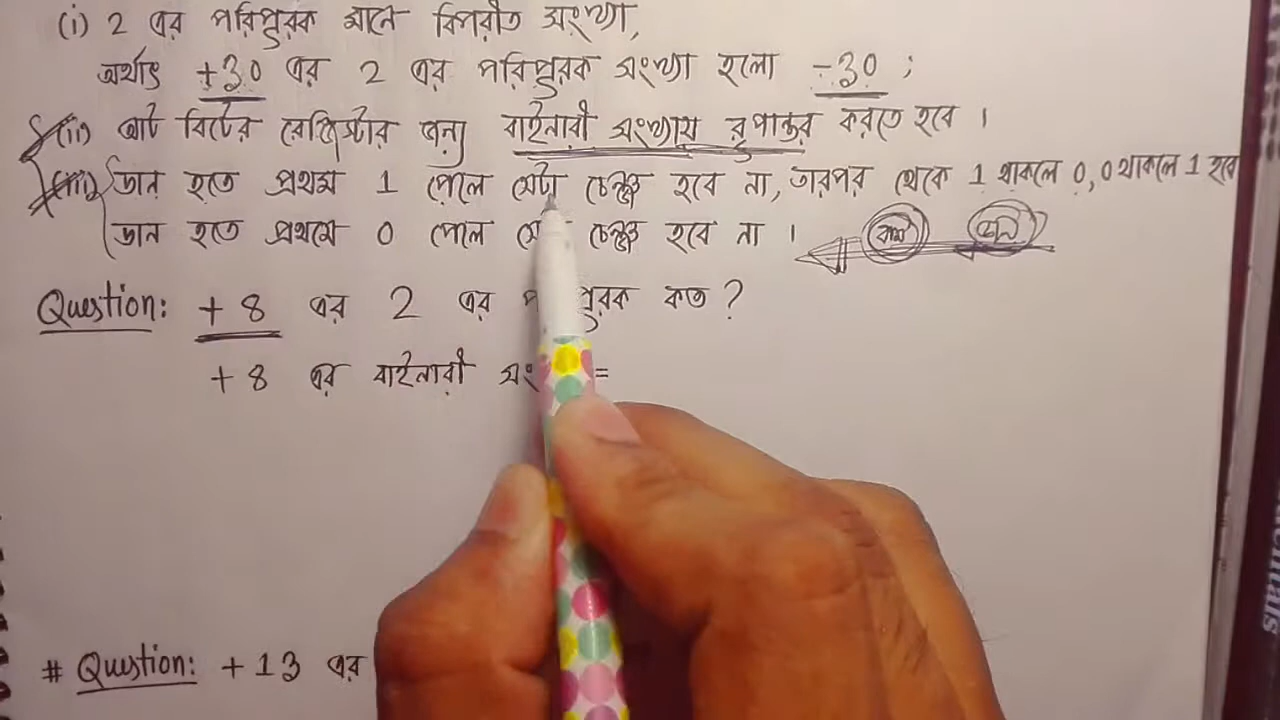 (i) 2 এর পরিপুরক মানে বিপরীত সংখ্যা,
অর্থাৎ +30 এর 2 এর পরিপুরক সংখ্যা হলো -30 ;
(ii) আট বিটের রেজিস্টার জন্য বাইনারী সংখ্যায় রুপান্তর করতে হবে ।
(iii) ডান হতে প্রথম 1 পেলে সেটা চেঞ্জ হবে না, তারপর থেকে 1 থাকলে 0, 0 থাকলে 1 হবে
ডান হতে প্রথমে 0 পেলে চেঞ্জ হবে না ।
Question: +8 এর 2 এর কত ?
+8 এর বাইনারী =
# Question: +13 এর